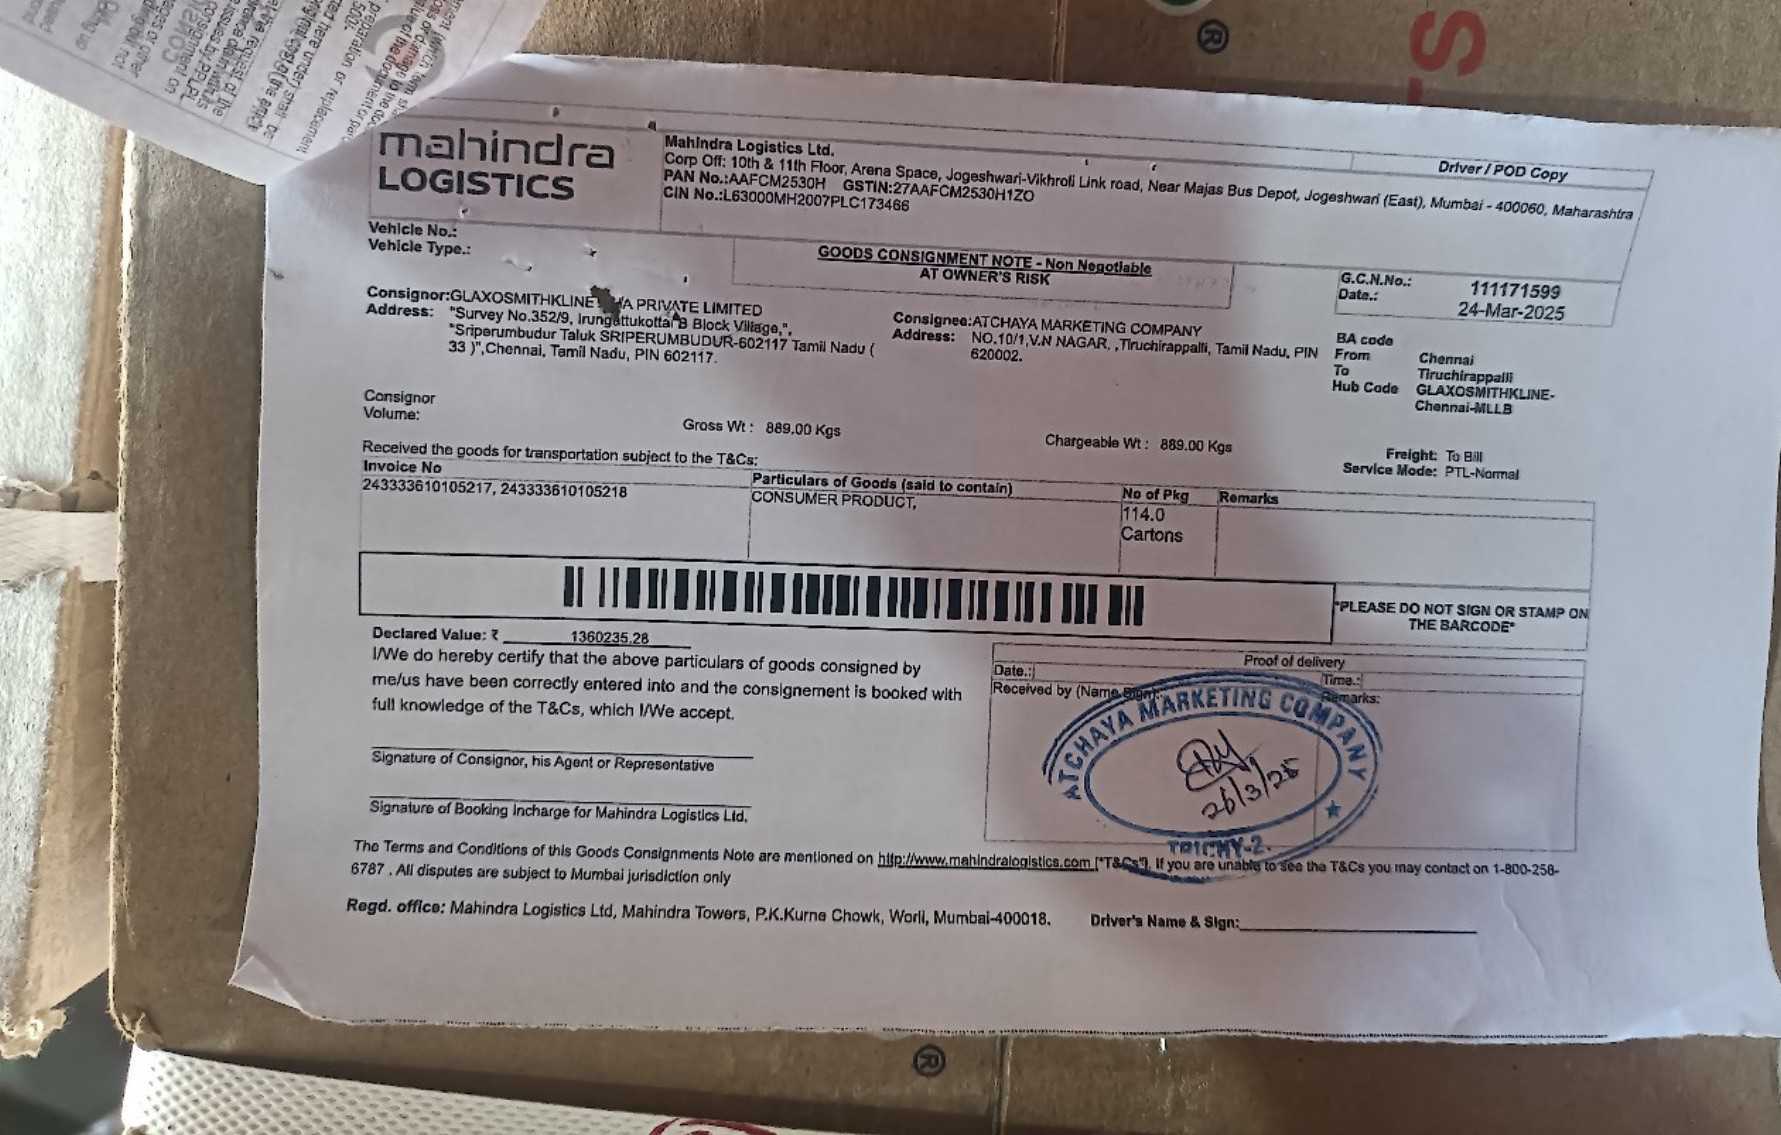 mahindra
LOGISTICS
Mahindra Logistics Ltd.
Corp Off: 10th & 11th Floor, Arena Space, Jogeshwari-Vikhroli Link road, Near Majas Bus Depot, Jogeshwari (East), Mumbai - 400060, Maharashtra
PAN No.:AAFCM2530H GSTIN:27AAFCM2530H1ZO
CIN No.:L63000MH2007PLC173466
Driver / POD Copy
Vehicle No.:
Vehicle Type.:
GOODS CONSIGNMENT NOTE - Non Negotiable
AT OWNER'S RISK
G.C.N.No.: 111171599
Date.: 24-Mar-2025
Consignor:GLAXOSMITHKLINE PRIVATE LIMITED
Address: "Survey No.352/9, Irungattukottai B Block Village,",
"Sriperumbudur Taluk SRIPERUMBUDUR-602117 Tamil Nadu (
33 )",Chennai, Tamil Nadu, PIN 602117.
Consignee:ATCHAYA MARKETING COMPANY
Address: NO.10/1,V.N NAGAR, ,Tiruchirappalli, Tamil Nadu, PIN
620002.
BA code
From Chennai
To Tiruchirappalli
Hub Code GLAXOSMITHKLINE-
Chennai-MLLB
Consignor
Volume:
Gross Wt : 889.00 Kgs
Chargeable Wt : 889.00 Kgs
Freight: To Bill
Service Mode: PTL-Normal
Received the goods for transportation subject to the T&Cs:
Invoice No
243333610105217, 243333610105218
Particulars of Goods (said to contain)
CONSUMER PRODUCT,
No of Pkg
114.0
Cartons
Remarks
*PLEASE DO NOT SIGN OR STAMP ON
THE BARCODE*
Declared Value: ₹ 1360235.28
I/We do hereby certify that the above particulars of goods consigned by
me/us have been correctly entered into and the consignement is booked with
full knowledge of the T&Cs, which I/We accept.
Signature of Consignor, his Agent or Representative
Signature of Booking Incharge for Mahindra Logistics Ltd.
Proof of delivery
Date.:
Time.:
Received by (Name Sign):
Remarks:
ATCHAYA MARKETING COMPANY
26/3/25
TRICHY-2.
The Terms and Conditions of this Goods Consignments Note are mentioned on http://www.mahindralogistics.com ("T&Cs"). If you are unable to see the T&Cs you may contact on 1-800-258-
6787 . All disputes are subject to Mumbai jurisdiction only
Regd. office: Mahindra Logistics Ltd, Mahindra Towers, P.K.Kurne Chowk, Worli, Mumbai-400018.
Driver's Name & Sign: